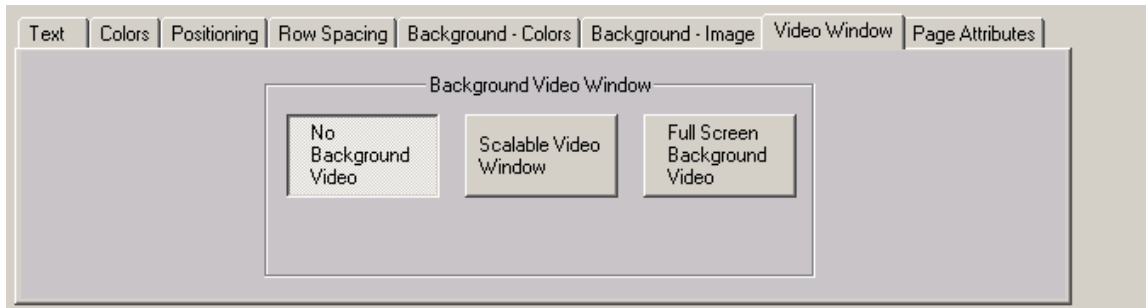 Text Colors Positioning Row Spacing Background - Colors Background - Image Video Window Page Attributes
Background Video Window
No
Background
Video
Scalable Video
Window
Full Screen
Background
Video